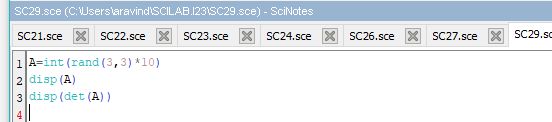 SC29.sce (C:\Users\aravind\SCILAB.I23\SC29.sce) - SciNotes
SC21.sce SC22.sce SC23.sce SC24.sce SC26.sce SC27.sce SC29.sc
1 A=int(rand(3,3)*10)
2 disp(A)
3 disp(det(A))
4